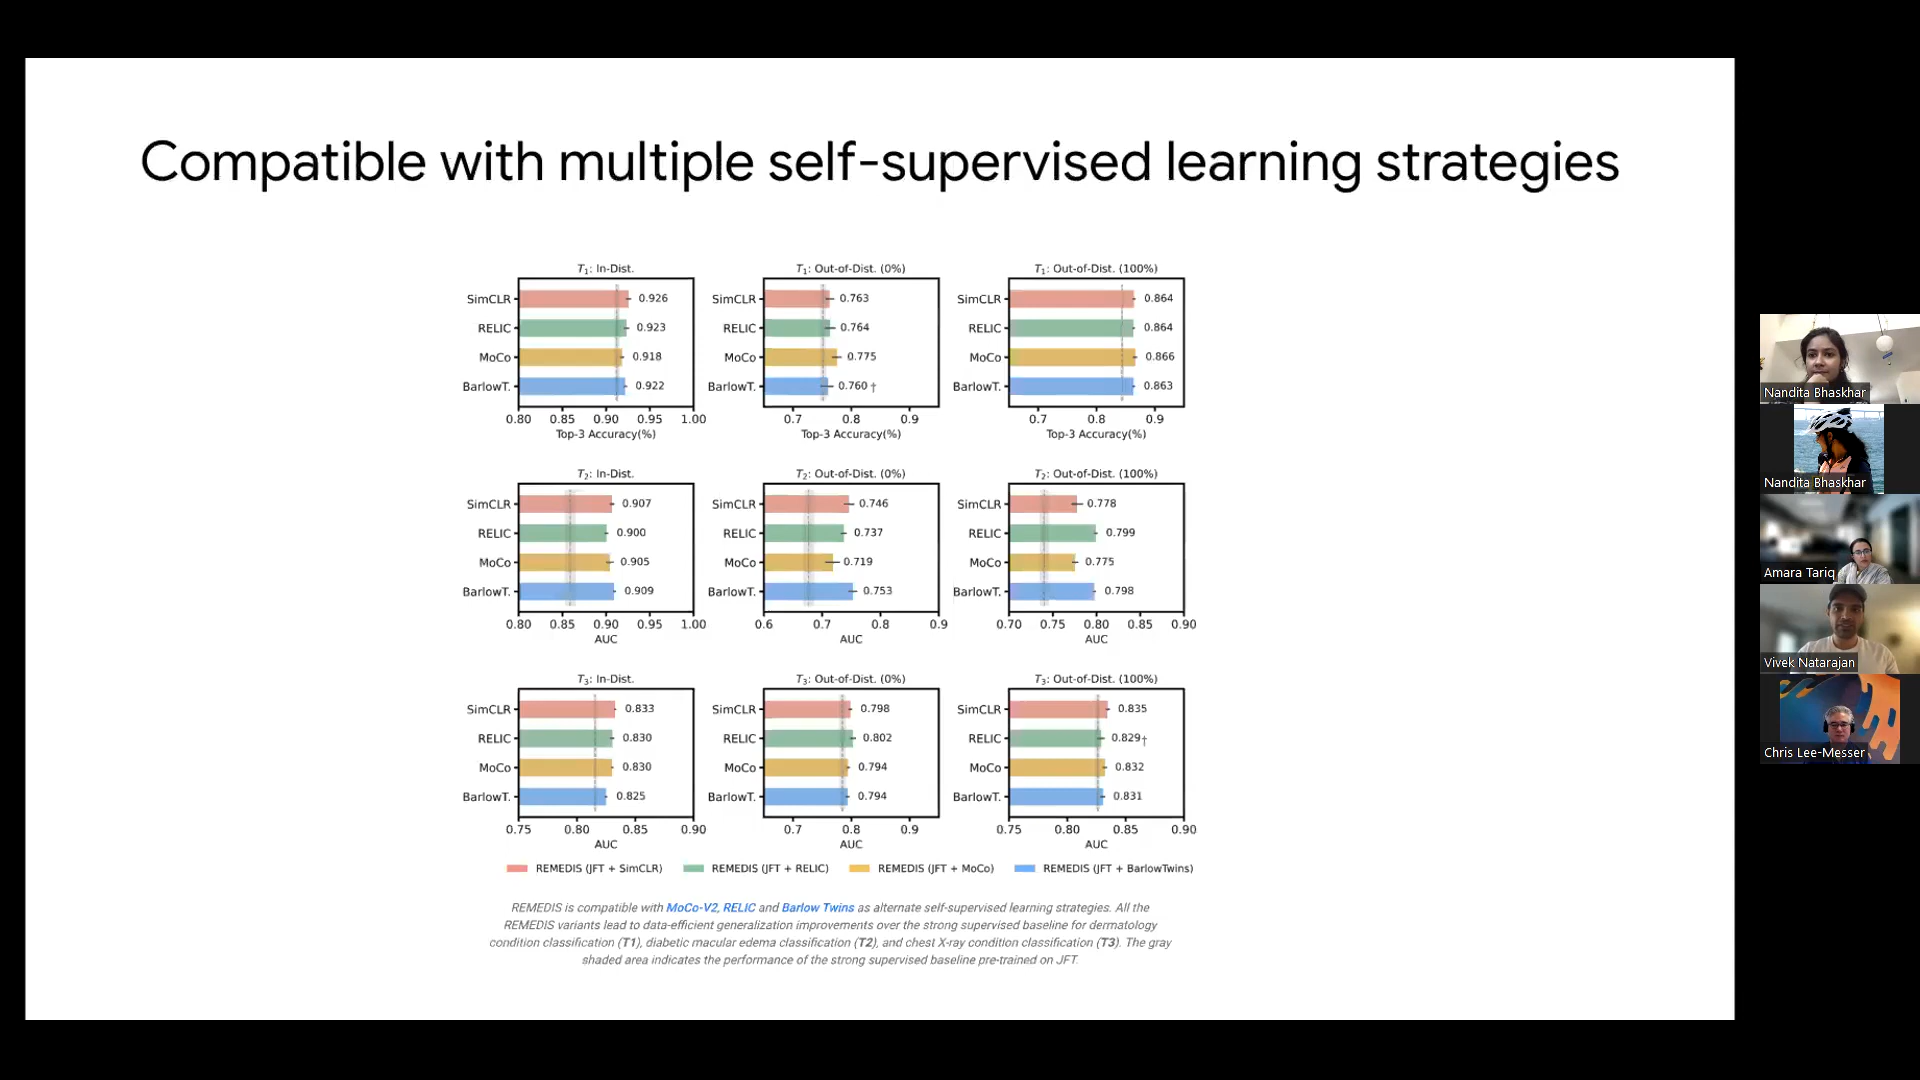 Compatible with multiple self-supervised learning strategies
T1: In-Dist.
SimCLR 0.926
RELIC 0.923
MoCo 0.918
BarlowT. 0.922
0.80 0.85 0.90 0.95 1.00
Top-3 Accuracy(%)
T1: Out-of-Dist. (0%)
SimCLR 0.763
RELIC 0.764
MoCo 0.775
BarlowT. 0.760 †
0.7 0.8 0.9
Top-3 Accuracy(%)
T1: Out-of-Dist. (100%)
SimCLR 0.864
RELIC 0.864
MoCo 0.866
BarlowT. 0.863
0.7 0.8 0.9
Top-3 Accuracy(%)
T2: In-Dist.
SimCLR 0.907
RELIC 0.900
MoCo 0.905
BarlowT. 0.909
0.80 0.85 0.90 0.95 1.00
AUC
T2: Out-of-Dist. (0%)
SimCLR 0.746
RELIC 0.737
MoCo 0.719
BarlowT. 0.753
0.6 0.7 0.8 0.9
AUC
T2: Out-of-Dist. (100%)
SimCLR 0.778
RELIC 0.799
MoCo 0.775
BarlowT. 0.798
0.70 0.75 0.80 0.85 0.90
AUC
T3: In-Dist.
SimCLR 0.833
RELIC 0.830
MoCo 0.830
BarlowT. 0.825
0.75 0.80 0.85 0.90
AUC
T3: Out-of-Dist. (0%)
SimCLR 0.798
RELIC 0.802
MoCo 0.794
BarlowT. 0.794
0.7 0.8 0.9
AUC
T3: Out-of-Dist. (100%)
SimCLR 0.835
RELIC 0.829†
MoCo 0.832
BarlowT. 0.831
0.75 0.80 0.85 0.90
AUC
REMEDIS (JFT + SimCLR) REMEDIS (JFT + RELIC) REMEDIS (JFT + MoCo) REMEDIS (JFT + BarlowTwins)
REMEDIS is compatible with MoCo-V2, RELIC and Barlow Twins as alternate self-supervised learning strategies. All the
REMEDIS variants lead to data-efficient generalization improvements over the strong supervised baseline for dermatology
condition classification (T1), diabetic macular edema classification (T2), and chest X-ray condition classification (T3). The gray
shaded area indicates the performance of the strong supervised baseline pre-trained on JFT.
Nandita Bhaskhar
Nandita Bhaskhar
Amara Tariq
Vivek Natarajan
Chris Lee-Messer